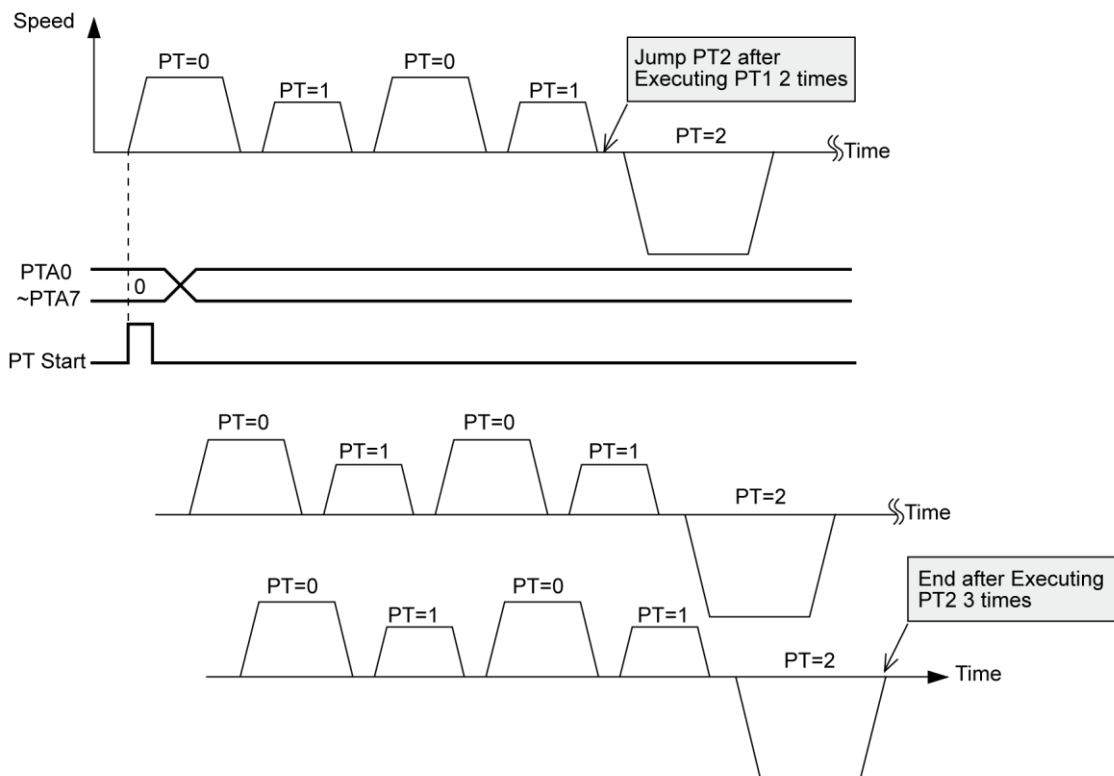 Speed
PT=0
PT=1
PT=0
PT=1
Jump PT2 after
Executing PT1 2 times
PT=2
Time
PTA0
~PTA7
0
PT Start
PT=0
PT=1
PT=0
PT=1
PT=2
Time
PT=0
PT=1
PT=0
PT=1
PT=2
End after Executing
PT2 3 times
Time